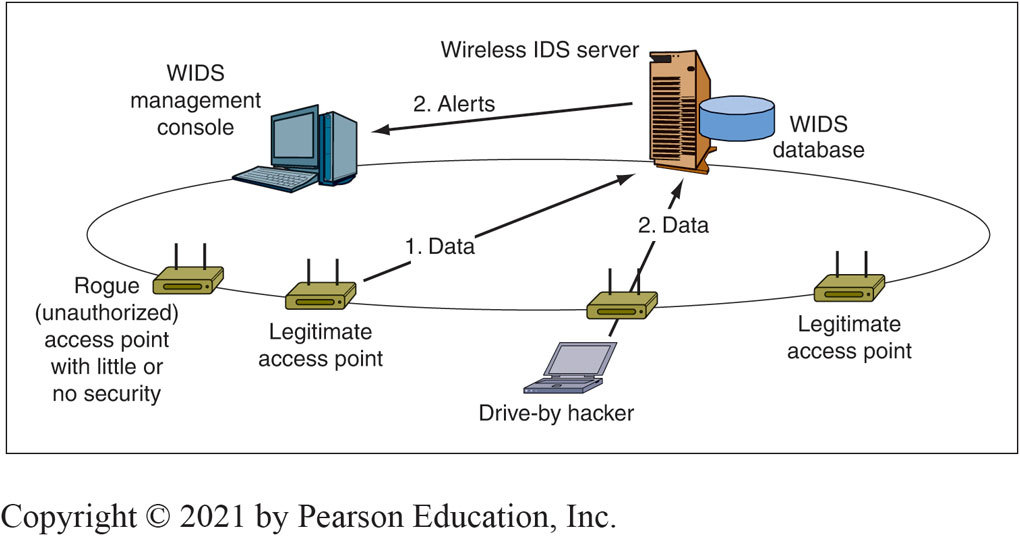 Wireless IDS server
WIDS
management
console
2. Alerts
WIDS
database
1. Data
2. Data
Rogue
(unauthorized)
access point
with little or
no security
Legitimate
access point
Drive-by hacker
Legitimate
access point
Copyright © 2021 by Pearson Education, Inc.